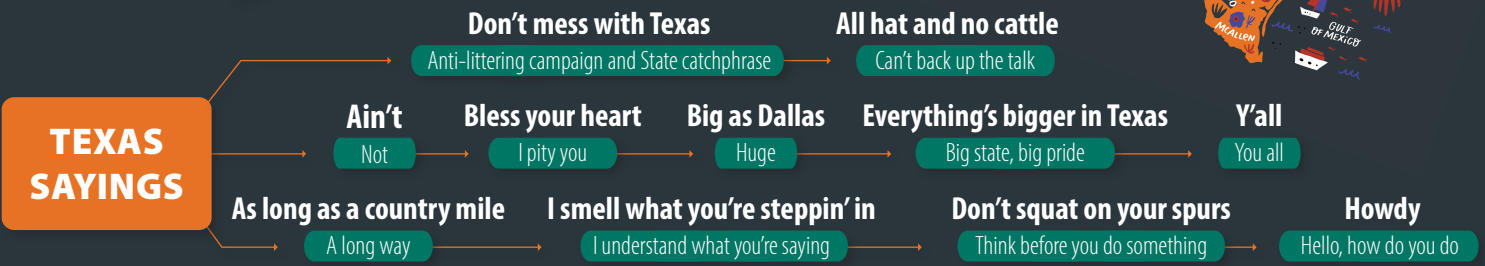 Don't mess with Texas
Anti-littering campaign and State catchphrase
All hat and no cattle
Can't back up the talk
McALLEN
GULF
OF MEXICO
TEXAS
SAYINGS
Ain't
Not
Bless your heart
I pity you
Big as Dallas
Huge
Everything's bigger in Texas
Big state, big pride
Y'all
You all
As long as a country mile
A long way
I smell what you're steppin' in
I understand what you're saying
Don't squat on your spurs
Think before you do something
Howdy
Hello, how do you do